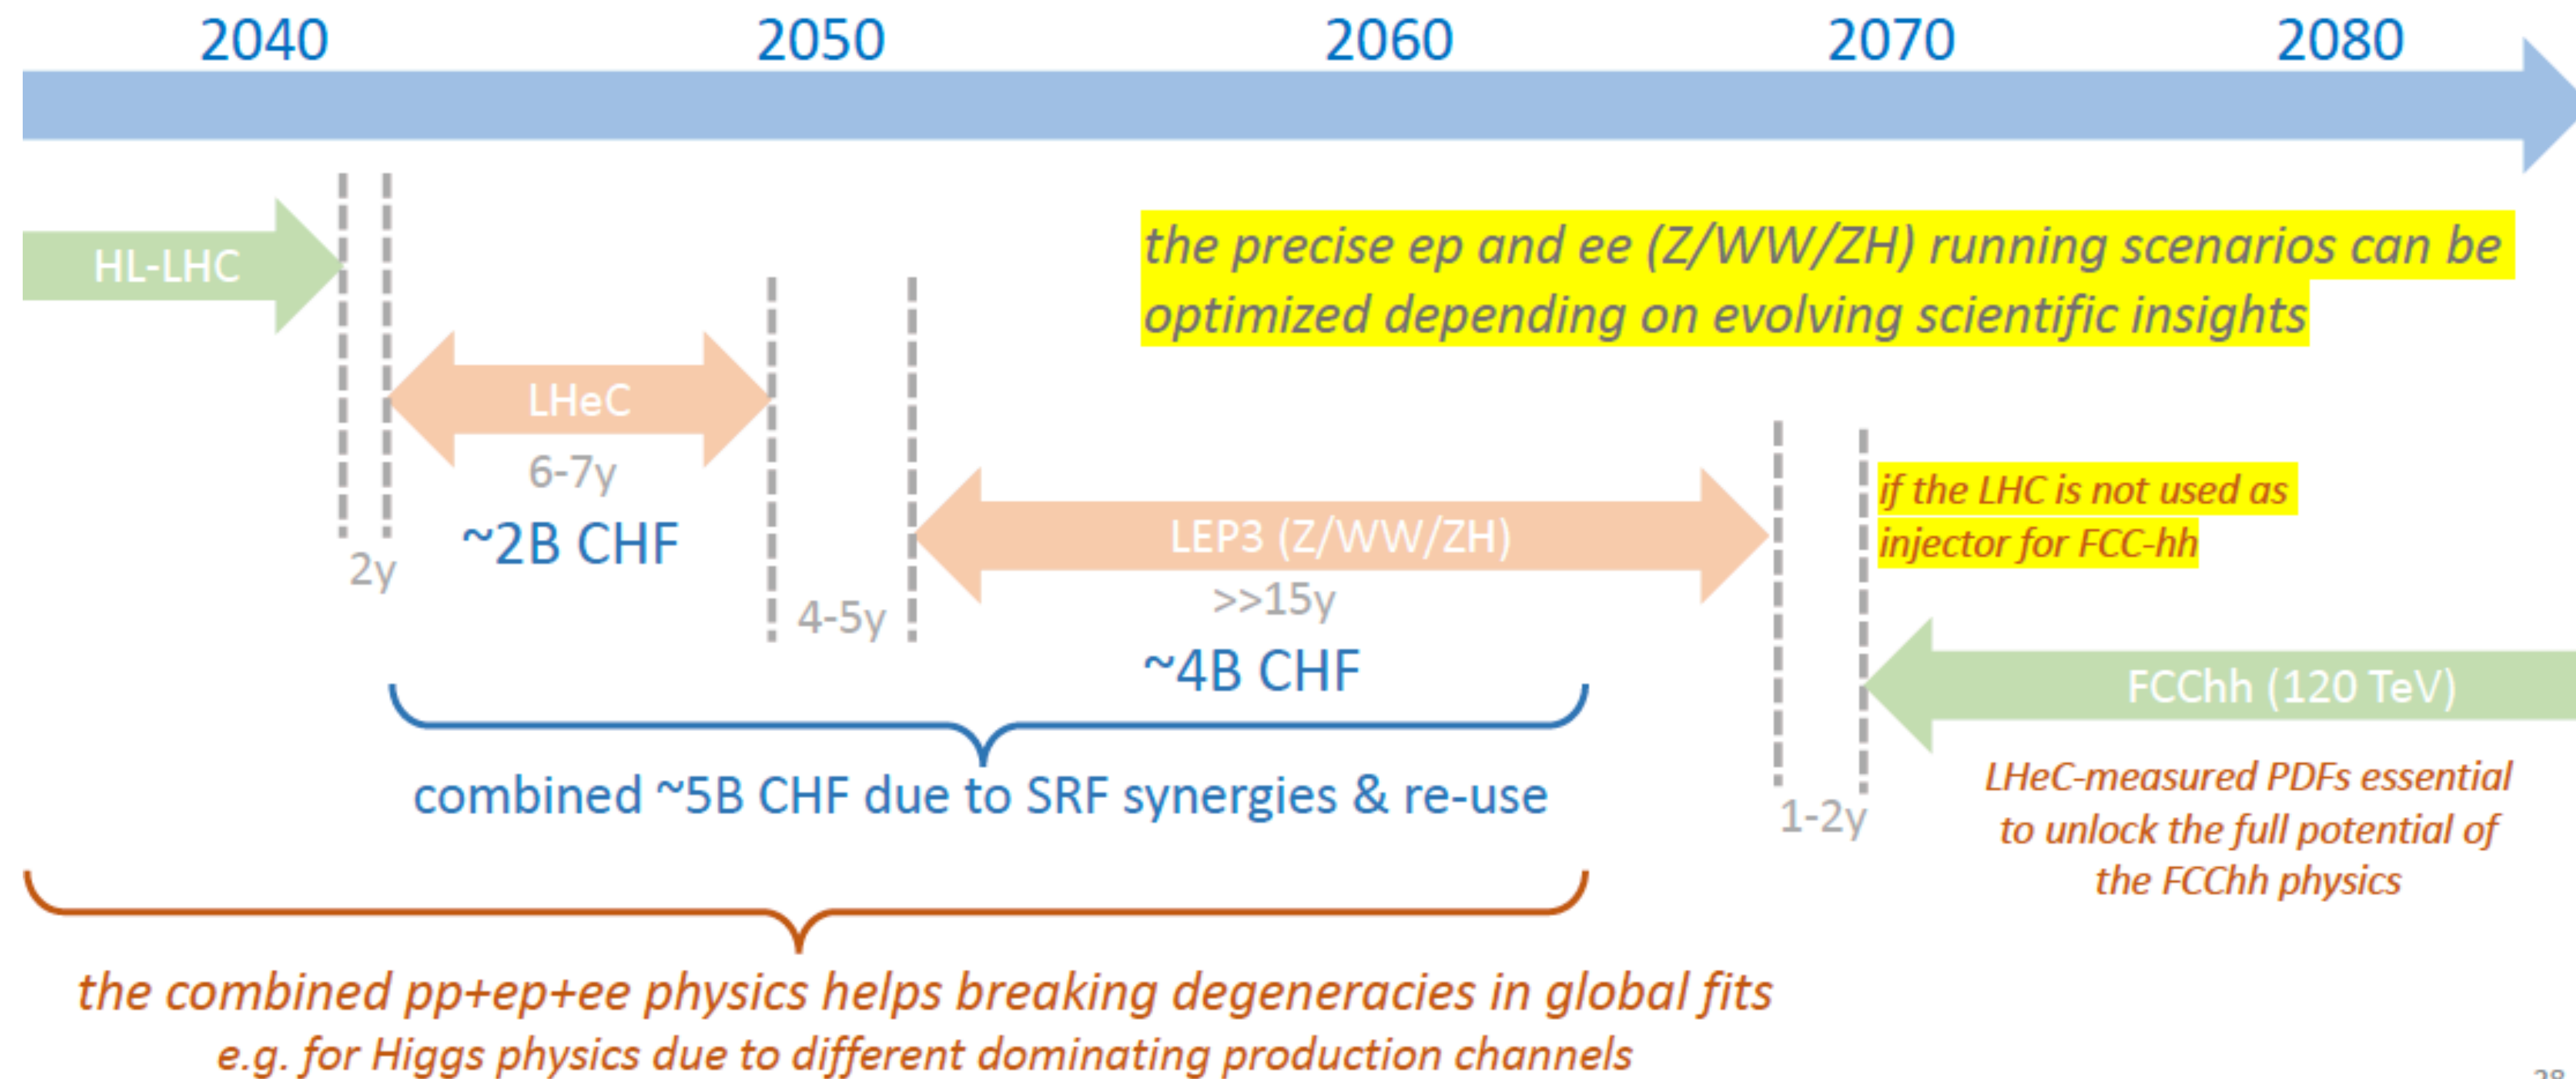 2040 2050 2060 2070 2080
HL-LHC
the precise ep and ee (Z/WW/ZH) running scenarios can be
optimized depending on evolving scientific insights
LHeC
6-7y
~2B CHF
2y
4-5y
LEP3 (Z/WW/ZH)
>>15y
~4B CHF
if the LHC is not used as
injector for FCC-hh
FCChh (120 TeV)
combined ~5B CHF due to SRF synergies & re-use
1-2y
LHeC-measured PDFs essential
to unlock the full potential of
the FCChh physics
the combined pp+ep+ee physics helps breaking degeneracies in global fits
e.g. for Higgs physics due to different dominating production channels